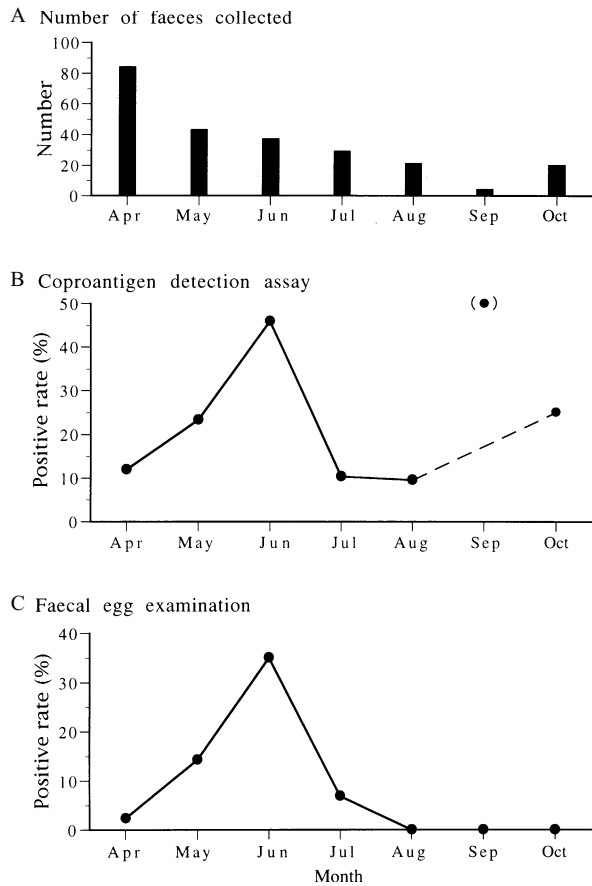 A Number of faeces collected
Number
100
80
60
40
20
0
Apr May Jun Jul Aug Sep Oct
B Coproantigen detection assay
Positive rate (%)
50
40
30
20
10
0
( )
Apr May Jun Jul Aug Sep Oct
C Faecal egg examination
Positive rate (%)
40
30
20
10
0
Apr May Jun Jul Aug Sep Oct
Month